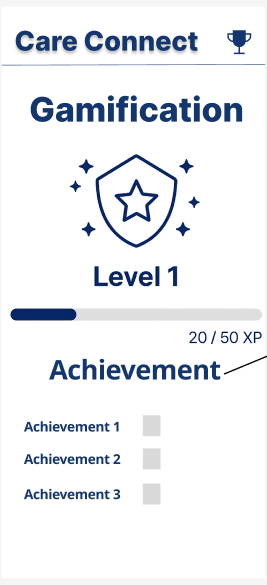 Care Connect
Gamification
Level 1
20 / 50 XP
Achievement
Achievement 1
Achievement 2
Achievement 3